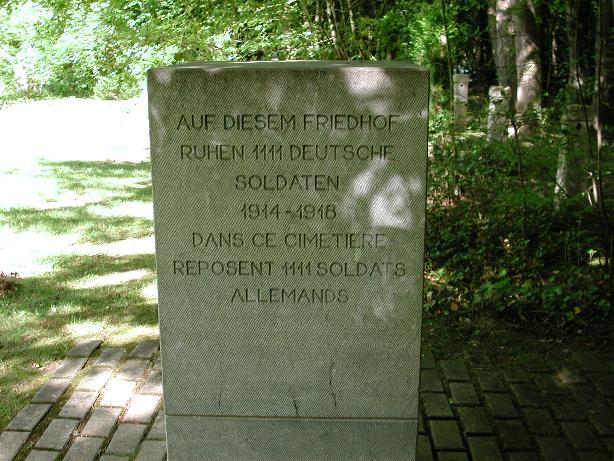 AUF DIESEM FRIEDHOF
RUHEN 1111 DEUTSCHE
SOLDATEN
1914-1918
DANS CE CIMETIERE
REPOSENT 1111 SOLDATS
ALLEMANDS